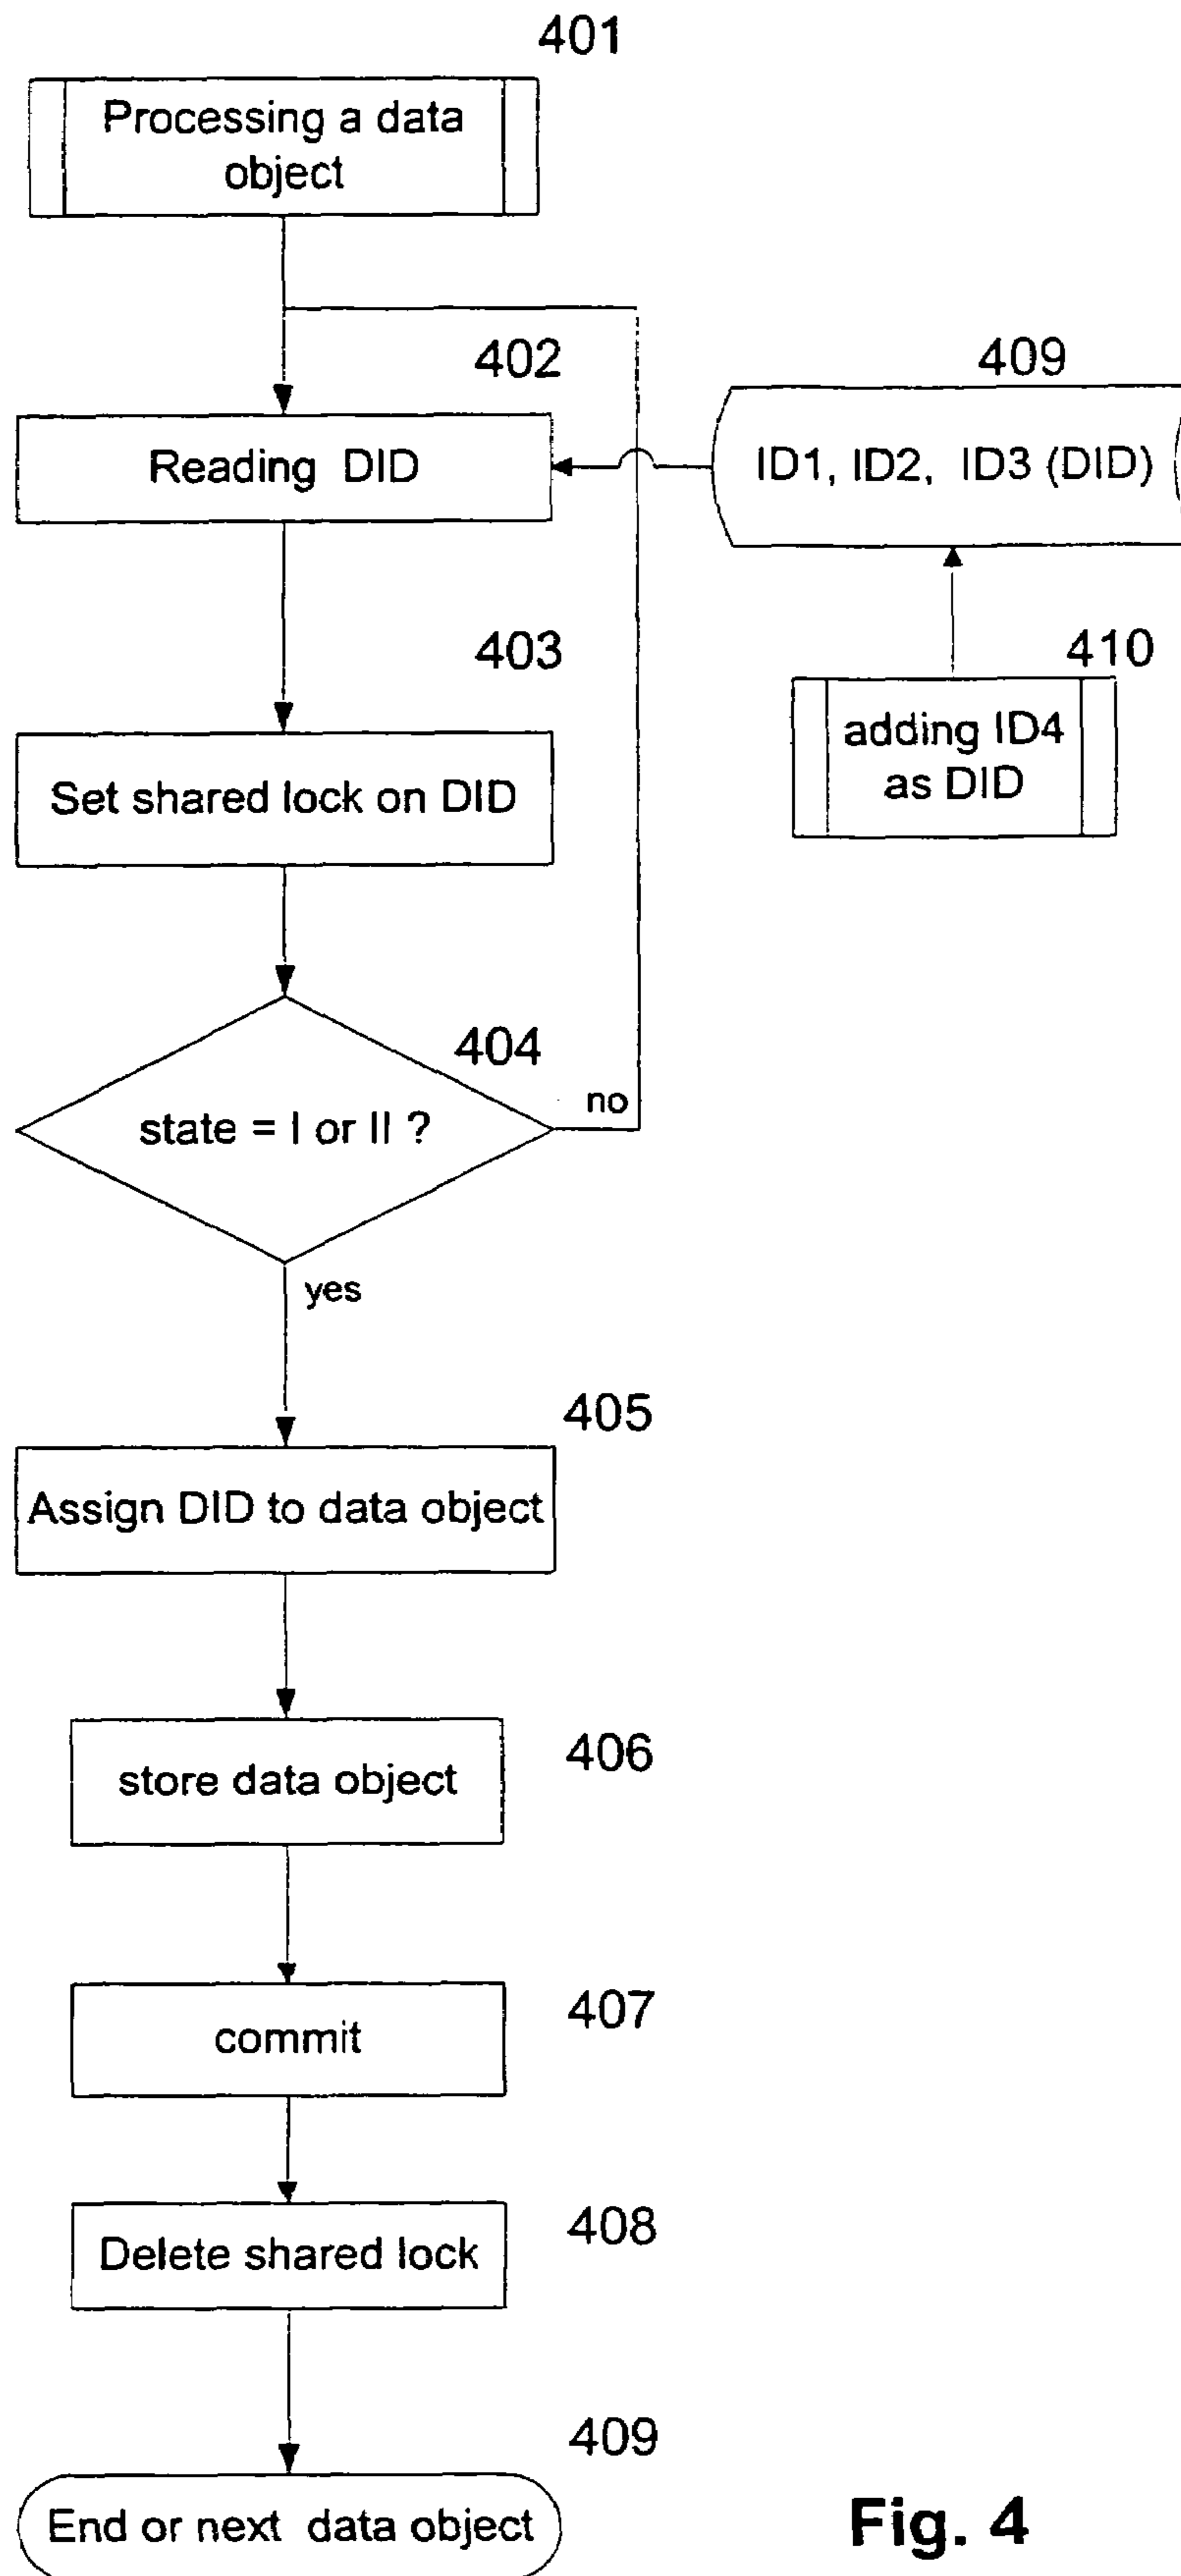 401
Processing a data
object
402
409
Reading DID
ID1, ID2, ID3 (DID)
403
410
adding ID4
as DID
Set shared lock on DID
404
no
state = I or II ?
yes
405
Assign DID to data object
406
store data object
407
commit
408
Delete shared lock
409
End or next data object
Fig. 4